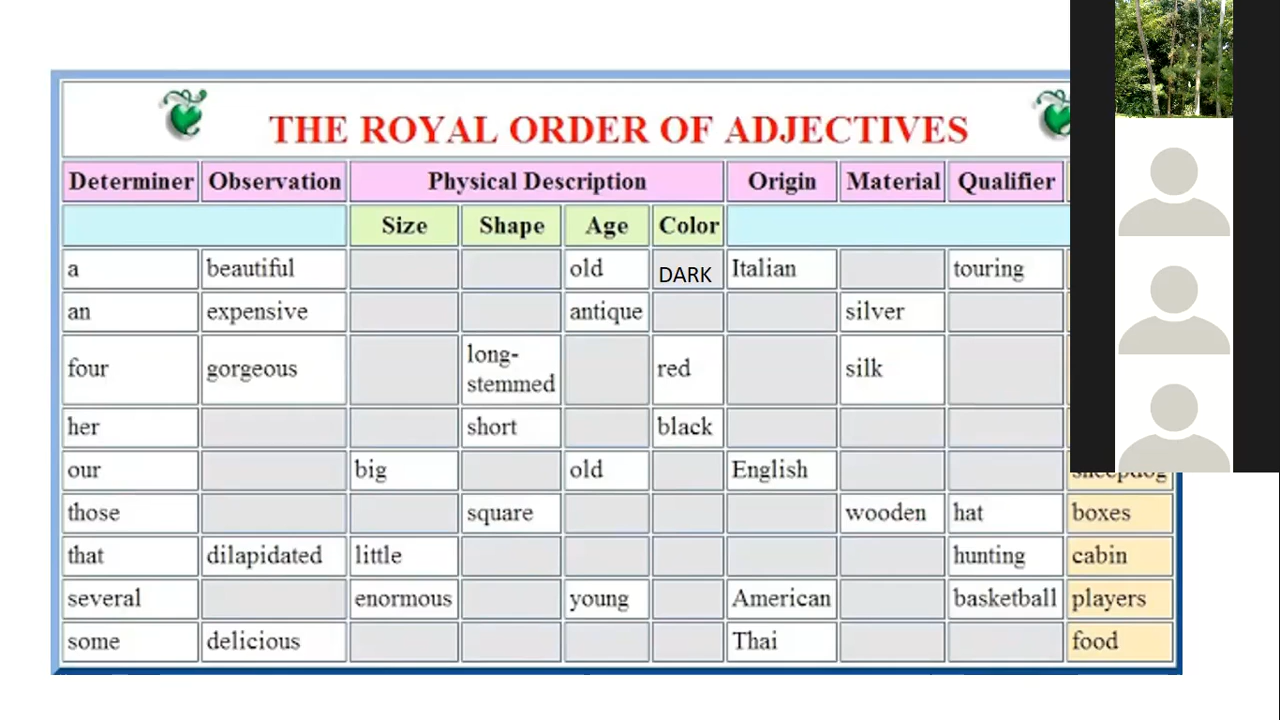 THE ROYAL ORDER OF ADJECTIVES
Determiner Observation Physical Description Origin Material Qualifier
Size Shape Age Color
a beautiful old DARK Italian touring
an expensive antique silver
four gorgeous long-
stemmed red silk
her short black
our big old English sheepdog
those square wooden hat boxes
that dilapidated little hunting cabin
several enormous young American basketball players
some delicious Thai food